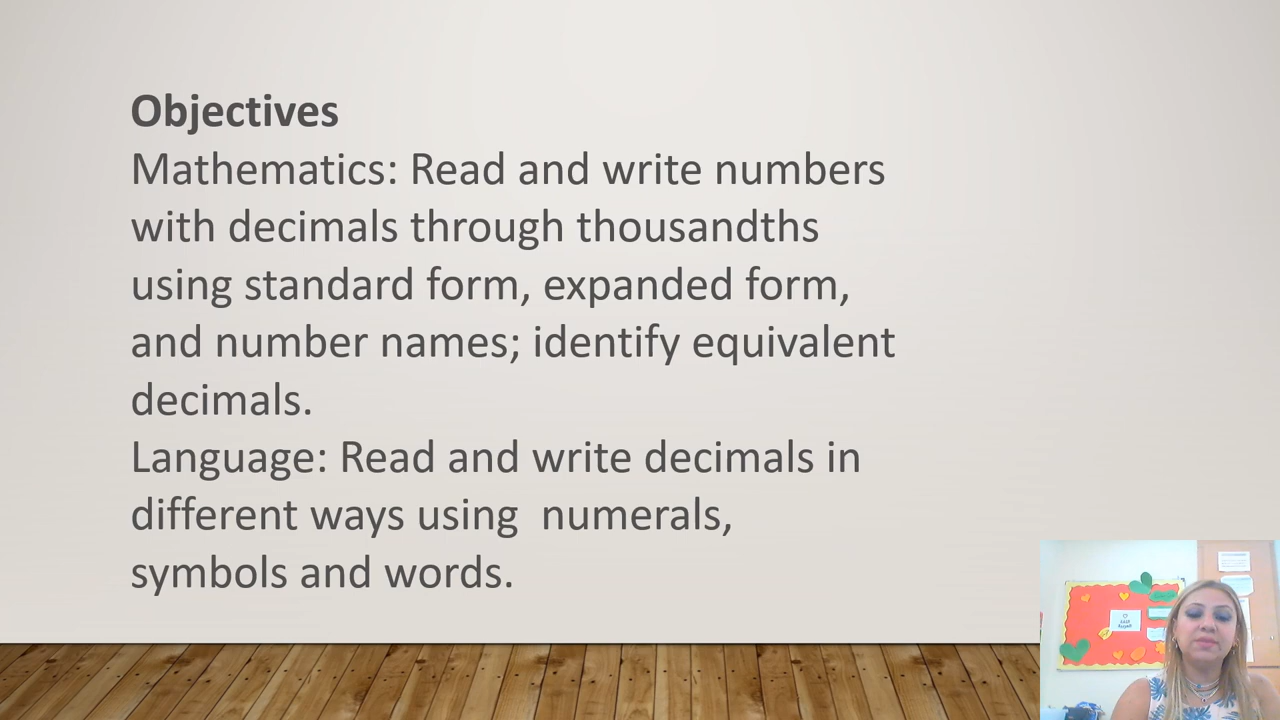 Objectives
Mathematics: Read and write numbers
with decimals through thousandths
using standard form, expanded form,
and number names; identify equivalent
decimals.
Language: Read and write decimals in
different ways using  numerals,
symbols and words.